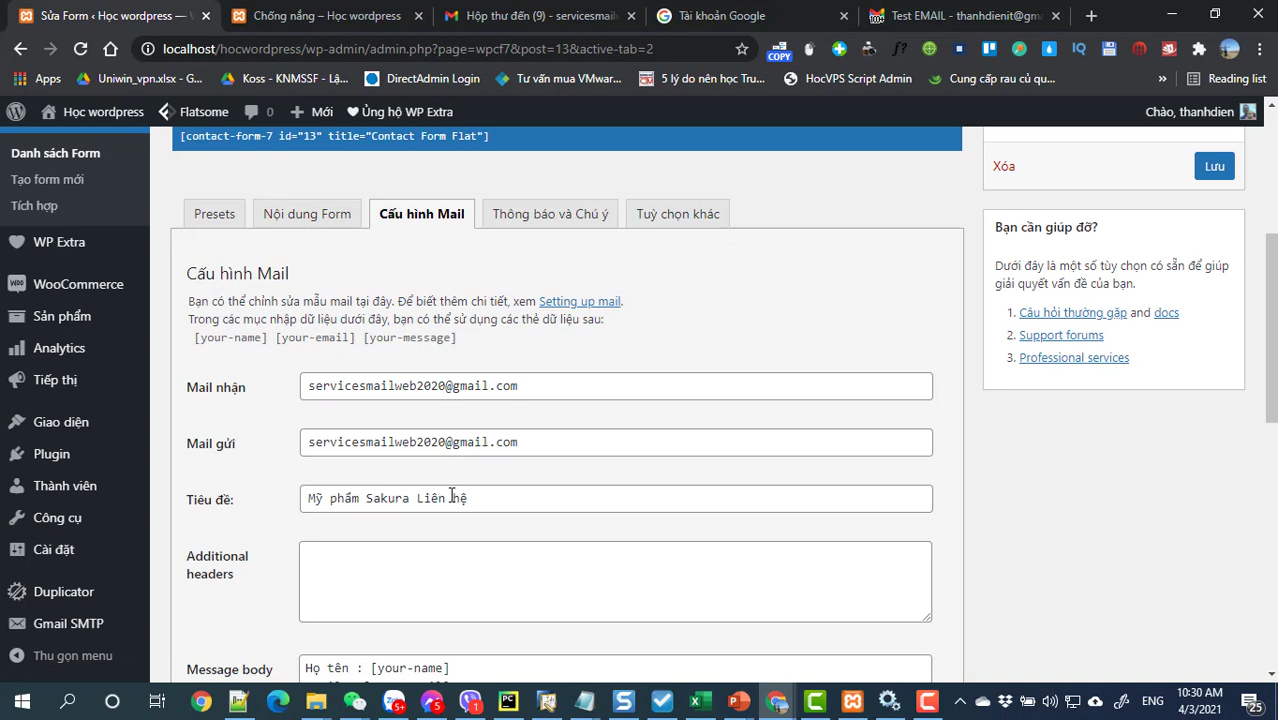 Sửa Form ‹ Học wordpress —
Chống nắng – Học wordpress
Hộp thư đến (9) - servicesmail
Tài khoản Google
Test EMAIL - thanhdienit@gm
localhost/hocwordpress/wp-admin/admin.php?page=wpcf7&post=13&active-tab=2
COPY
f?
IQ
Apps
Uniwin_vpn.xlsx - G...
Koss - KNMSSF - Li...
DirectAdmin Login
Tư vấn mua VMwar...
5 lý do nên học Tru...
HocVPS Script Admin
Cung cấp rau củ qu...
»
Reading list
Học wordpress
Flatsome
0
Mới
Ủng hộ WP Extra
Chào, thanhdien
Danh sách Form
Tạo form mới
Tích hợp
WP Extra
WooCommerce
Sản phẩm
Analytics
Tiếp thị
Giao diện
Plugin
Thành viên
Công cụ
Cài đặt
Duplicator
Gmail SMTP
Thu gọn menu
[contact-form-7 id="13" title="Contact Form Flat"]
Presets
Nội dung Form
Cấu hình Mail
Thông báo và Chú ý
Tuỳ chọn khác
Cấu hình Mail
Bạn có thể chỉnh sửa mẫu mail tại đây. Để biết thêm chi tiết, xem Setting up mail.
Trong các mục nhập dữ liệu dưới đây, bạn có thể sử dụng các thẻ dữ liệu sau:
[your-name] [your-email] [your-message]
Mail nhận
servicesmailweb2020@gmail.com
Mail gửi
servicesmailweb2020@gmail.com
Tiêu đề:
Mỹ phẩm Sakura Liên hệ
Additional
headers
Message body
Họ tên : [your-name]
Xóa
Lưu
Bạn cần giúp đỡ?
Dưới đây là một số tùy chọn có sẵn để giúp
giải quyết vấn đề của bạn.
1. Câu hỏi thường gặp and docs
2. Support forums
3. Professional services
5+
5
1
ENG
10:30 AM
4/3/2021
25